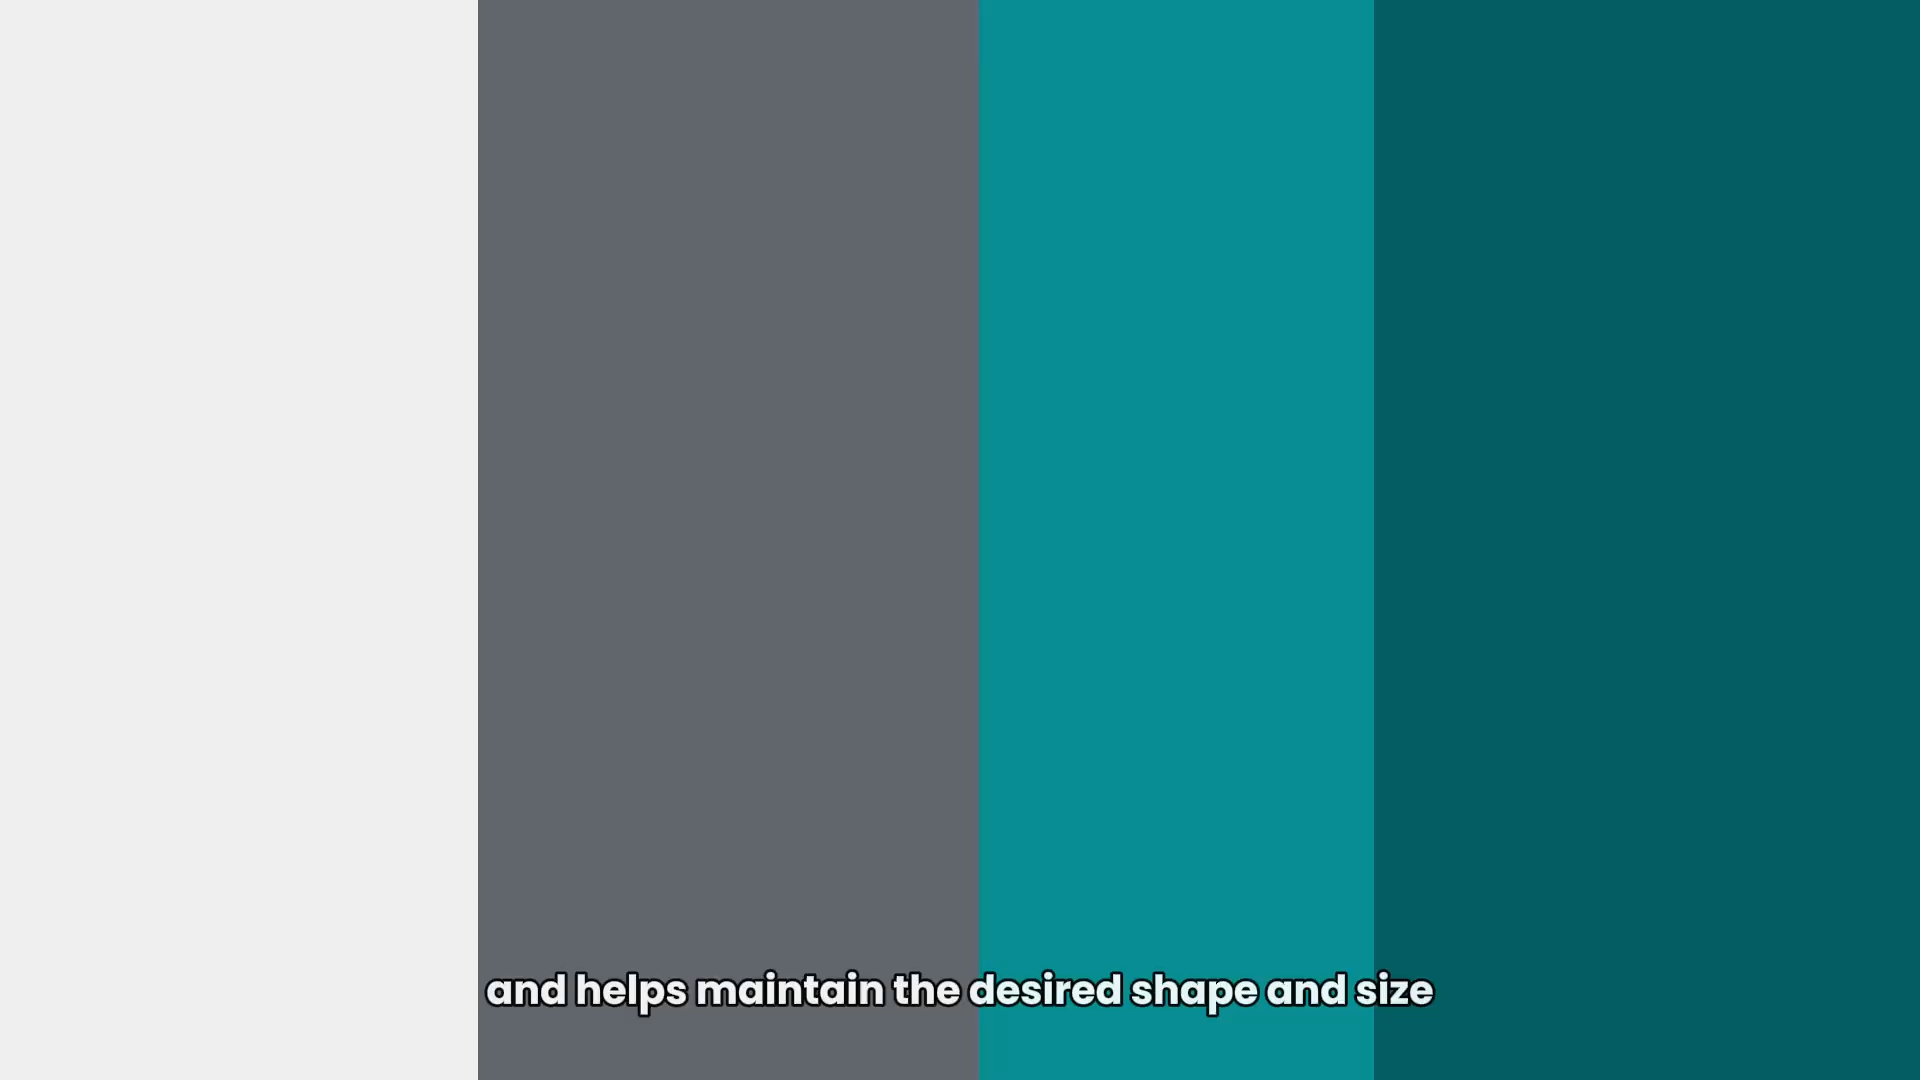 and helps maintain the desired shape and size